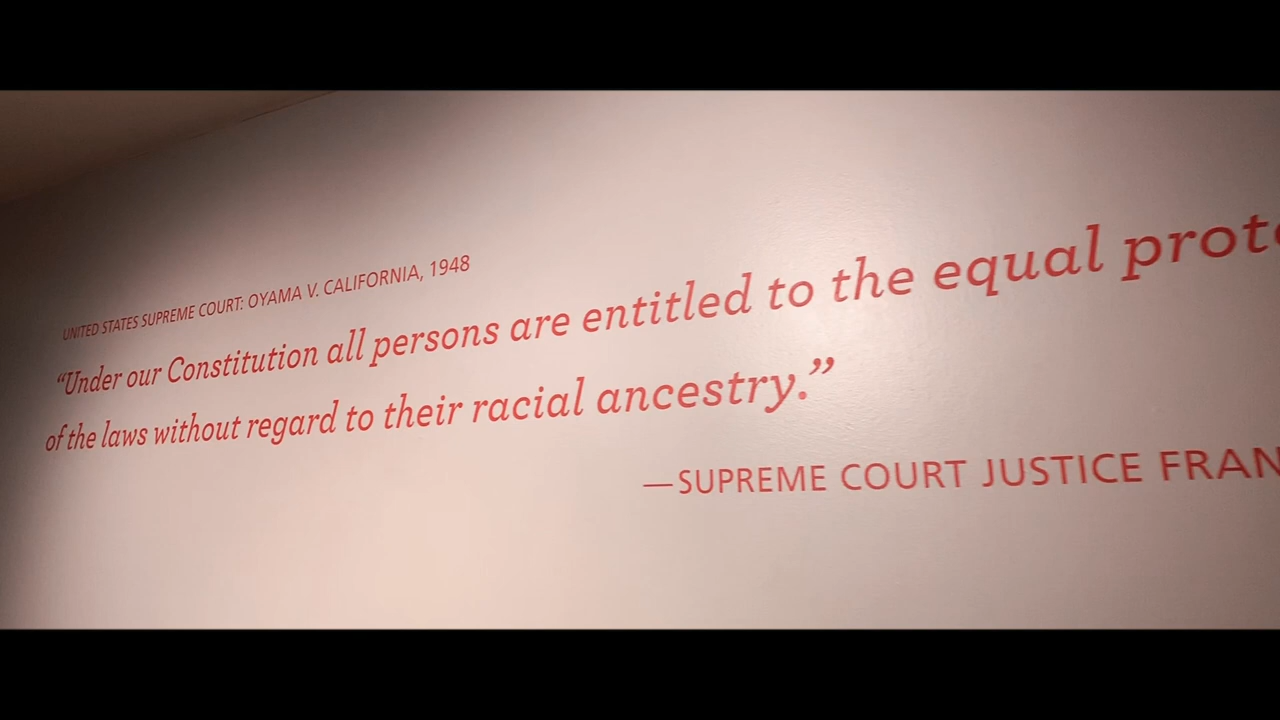 UNITED STATES SUPREME COURT: OYAMA V. CALIFORNIA, 1948
“Under our Constitution all persons are entitled to the equal
of the laws without regard to their racial ancestry.”
—SUPREME COURT JUSTICE